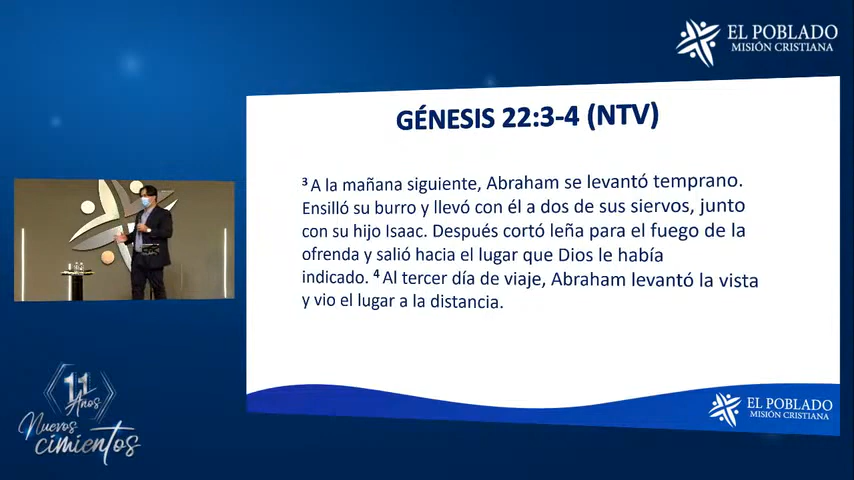 EL POBLADO
MISIÓN CRISTIANA
GÉNESIS 22:3-4 (NTV)
³ A la mañana siguiente, Abraham se levantó temprano.
Ensilló su burro y llevó con él a dos de sus siervos, junto
con su hijo Isaac. Después cortó leña para el fuego de la
ofrenda y salió hacia el lugar que Dios le había
indicado. ⁴ Al tercer día de viaje, Abraham levantó la vista
y vio el lugar a la distancia.
11
Años
Nuevos
cimientos
EL POBLADO
MISIÓN CRISTIANA